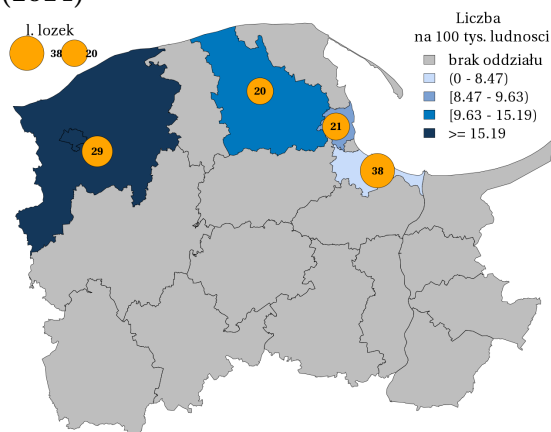 l. lozek
38 20
Liczba
na 100 tys. ludnosci
brak oddziału
(0 - 8.47)
[8.47 - 9.63)
[9.63 - 15.19)
>= 15.19
20
21
29
38